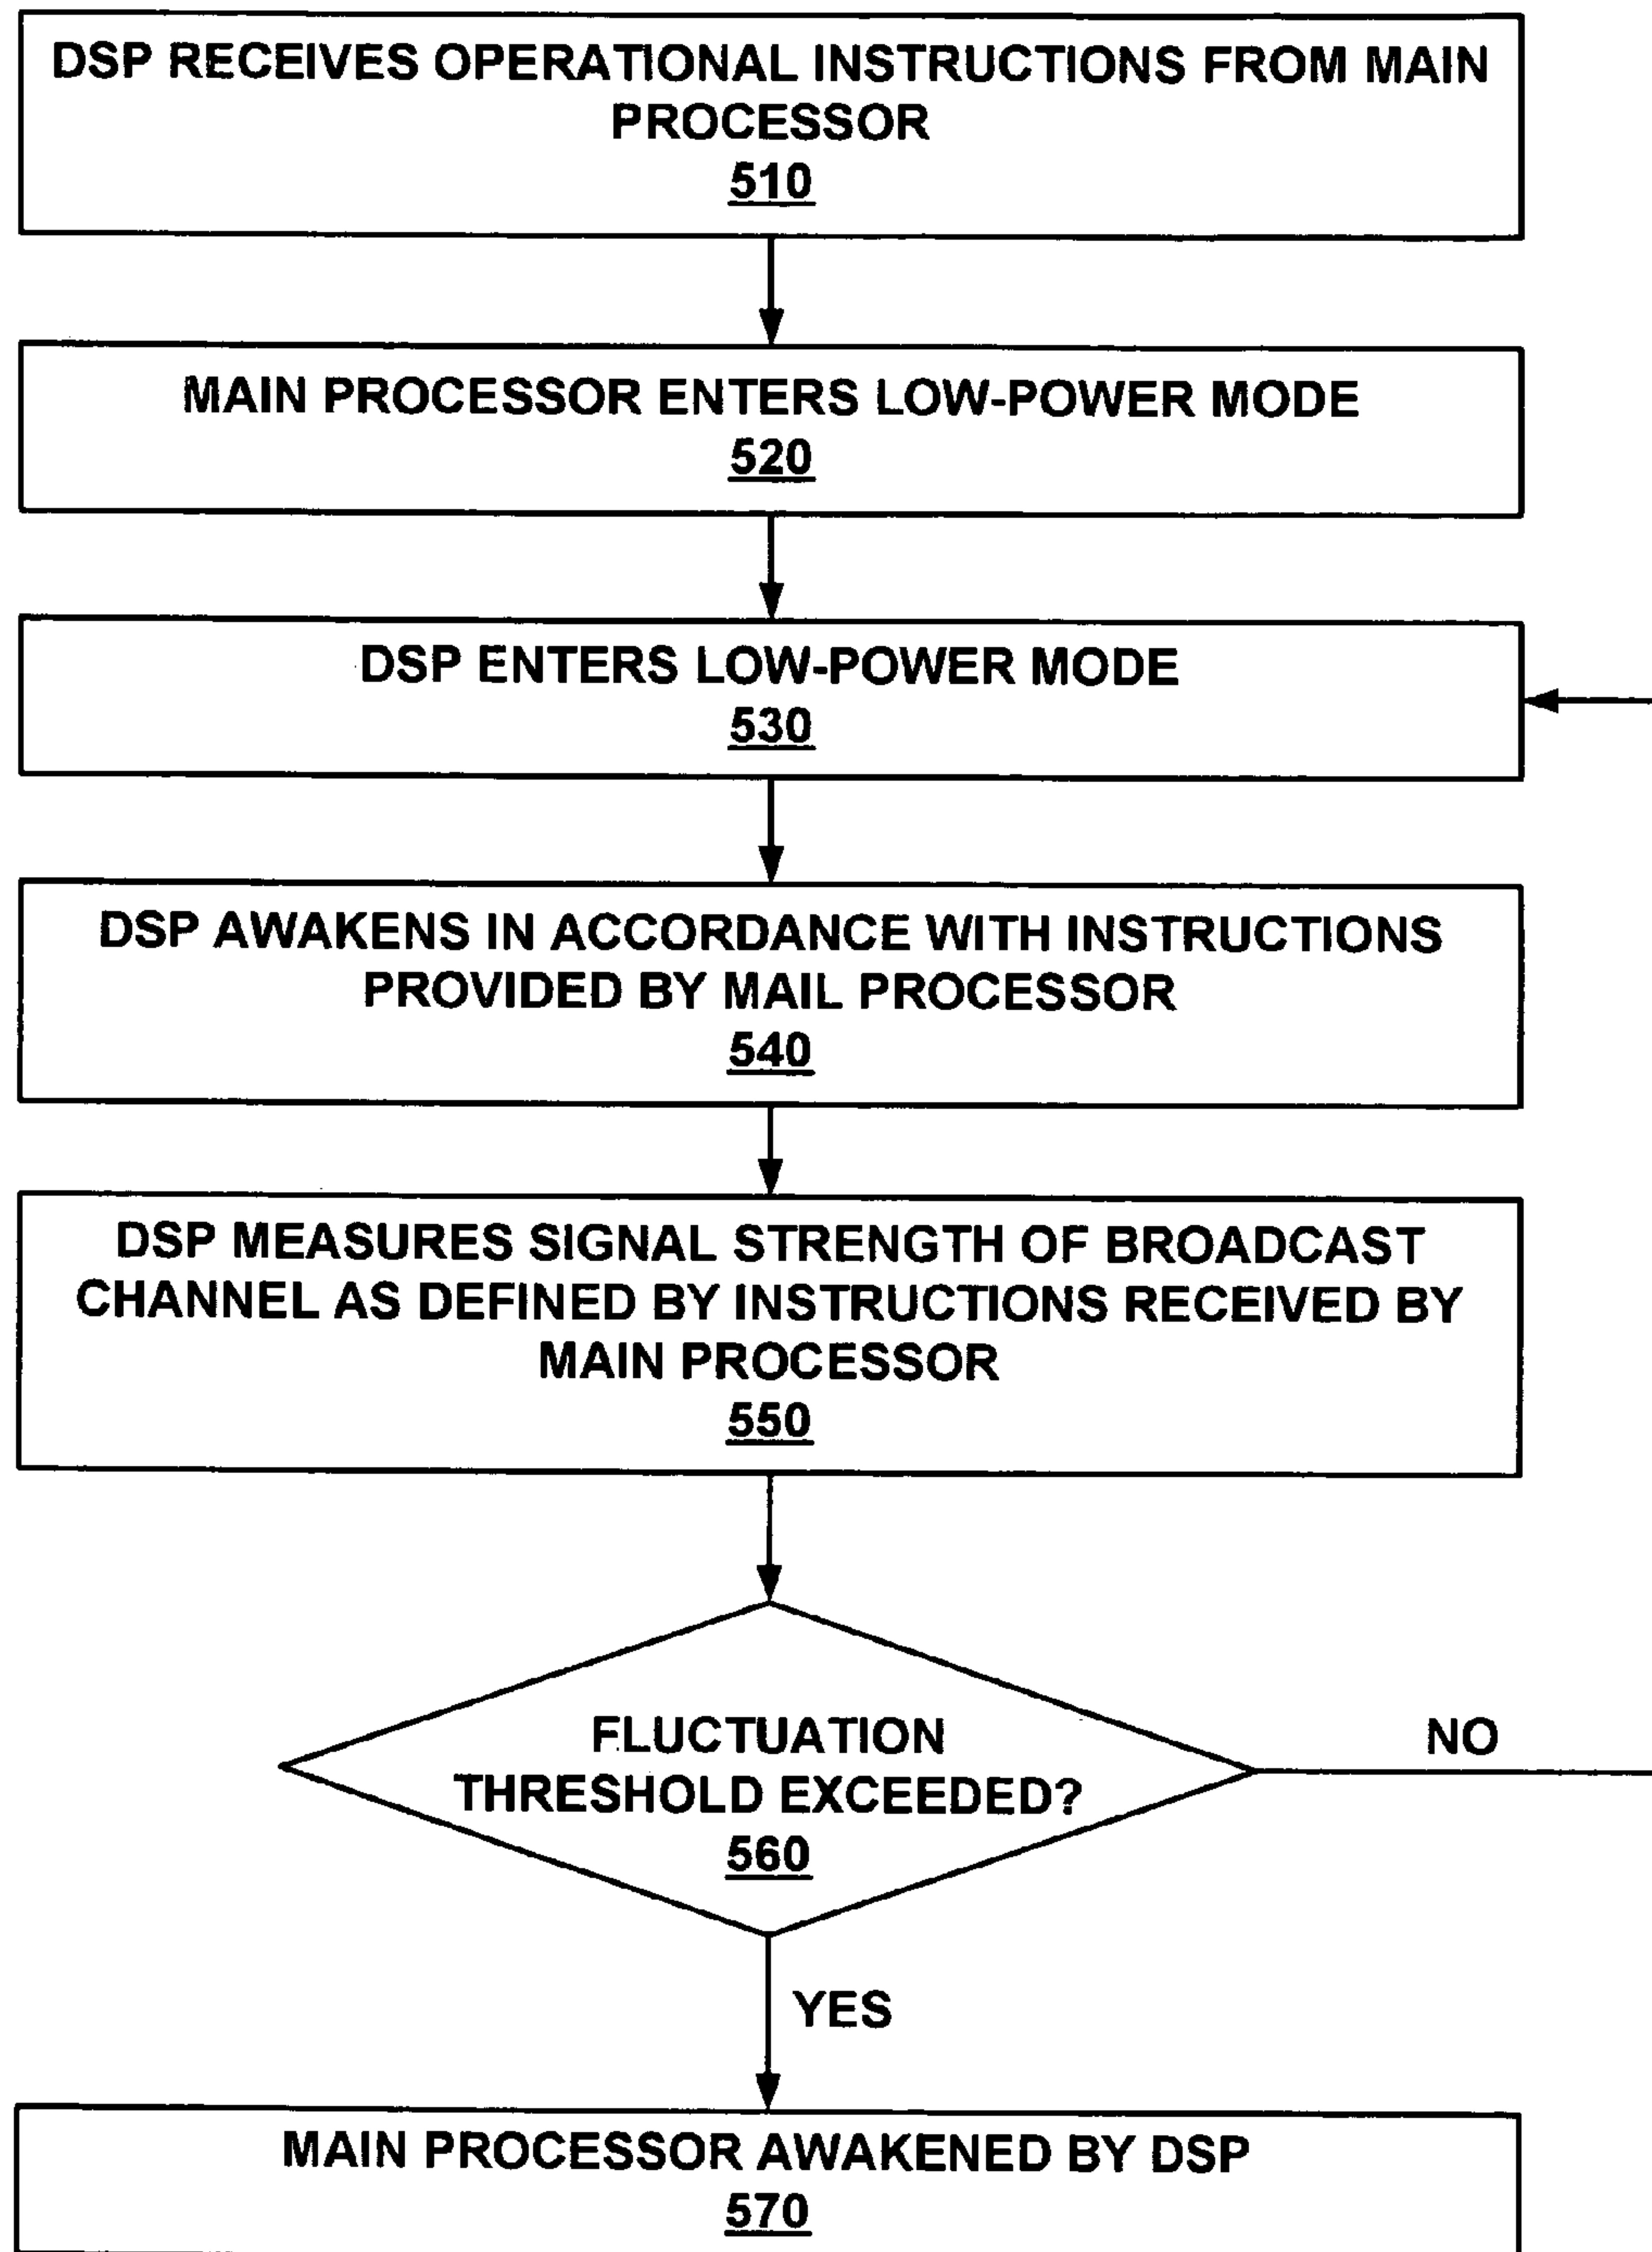 DSP RECEIVES OPERATIONAL INSTRUCTIONS FROM MAIN
PROCESSOR
510
MAIN PROCESSOR ENTERS LOW-POWER MODE
520
DSP ENTERS LOW-POWER MODE
530
DSP AWAKENS IN ACCORDANCE WITH INSTRUCTIONS
PROVIDED BY MAIL PROCESSOR
540
DSP MEASURES SIGNAL STRENGTH OF BROADCAST
CHANNEL AS DEFINED BY INSTRUCTIONS RECEIVED BY
MAIN PROCESSOR
550
FLUCTUATION
THRESHOLD EXCEEDED?
560
NO
YES
MAIN PROCESSOR AWAKENED BY DSP
570